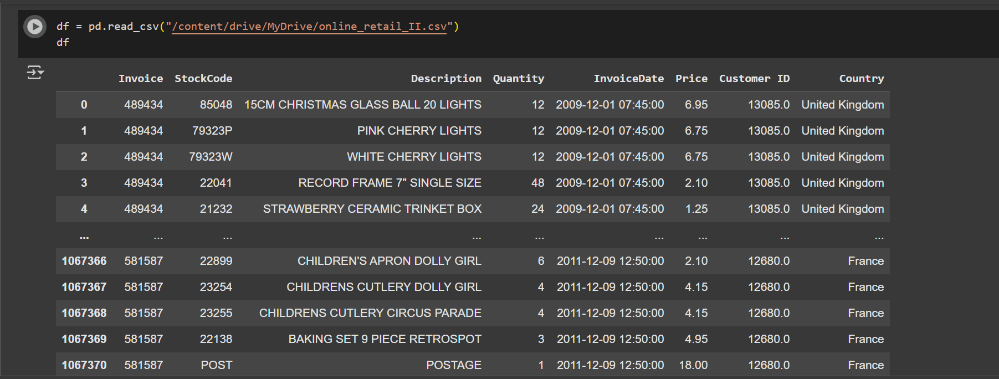 df = pd.read_csv("/content/drive/MyDrive/online_retail_II.csv")
df
Invoice StockCode Description Quantity InvoiceDate Price Customer ID Country
0 489434 85048 15CM CHRISTMAS GLASS BALL 20 LIGHTS 12 2009-12-01 07:45:00 6.95 13085.0 United Kingdom
1 489434 79323P PINK CHERRY LIGHTS 12 2009-12-01 07:45:00 6.75 13085.0 United Kingdom
2 489434 79323W WHITE CHERRY LIGHTS 12 2009-12-01 07:45:00 6.75 13085.0 United Kingdom
3 489434 22041 RECORD FRAME 7" SINGLE SIZE 48 2009-12-01 07:45:00 2.10 13085.0 United Kingdom
4 489434 21232 STRAWBERRY CERAMIC TRINKET BOX 24 2009-12-01 07:45:00 1.25 13085.0 United Kingdom
... ... ... ... ... ... ... ... ...
1067366 581587 22899 CHILDREN'S APRON DOLLY GIRL 6 2011-12-09 12:50:00 2.10 12680.0 France
1067367 581587 23254 CHILDRENS CUTLERY DOLLY GIRL 4 2011-12-09 12:50:00 4.15 12680.0 France
1067368 581587 23255 CHILDRENS CUTLERY CIRCUS PARADE 4 2011-12-09 12:50:00 4.15 12680.0 France
1067369 581587 22138 BAKING SET 9 PIECE RETROSPOT 3 2011-12-09 12:50:00 4.95 12680.0 France
1067370 581587 POST POSTAGE 1 2011-12-09 12:50:00 18.00 12680.0 France